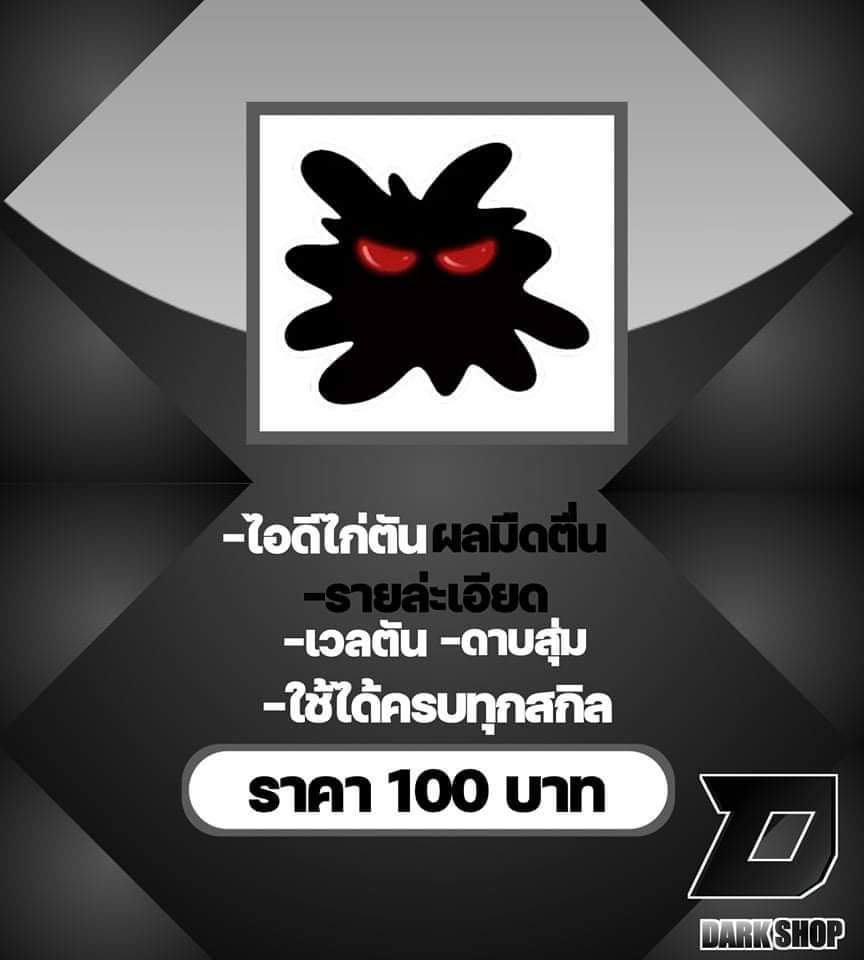 -ไอดีไก่ตันผลมืดตื่น
-รายล่ะเอียด
-เวลตัน -ดาบสุ่ม
-ใช้ได้ครบทุกสกิล
ราคา 100 บาท
D
DARK SHOP